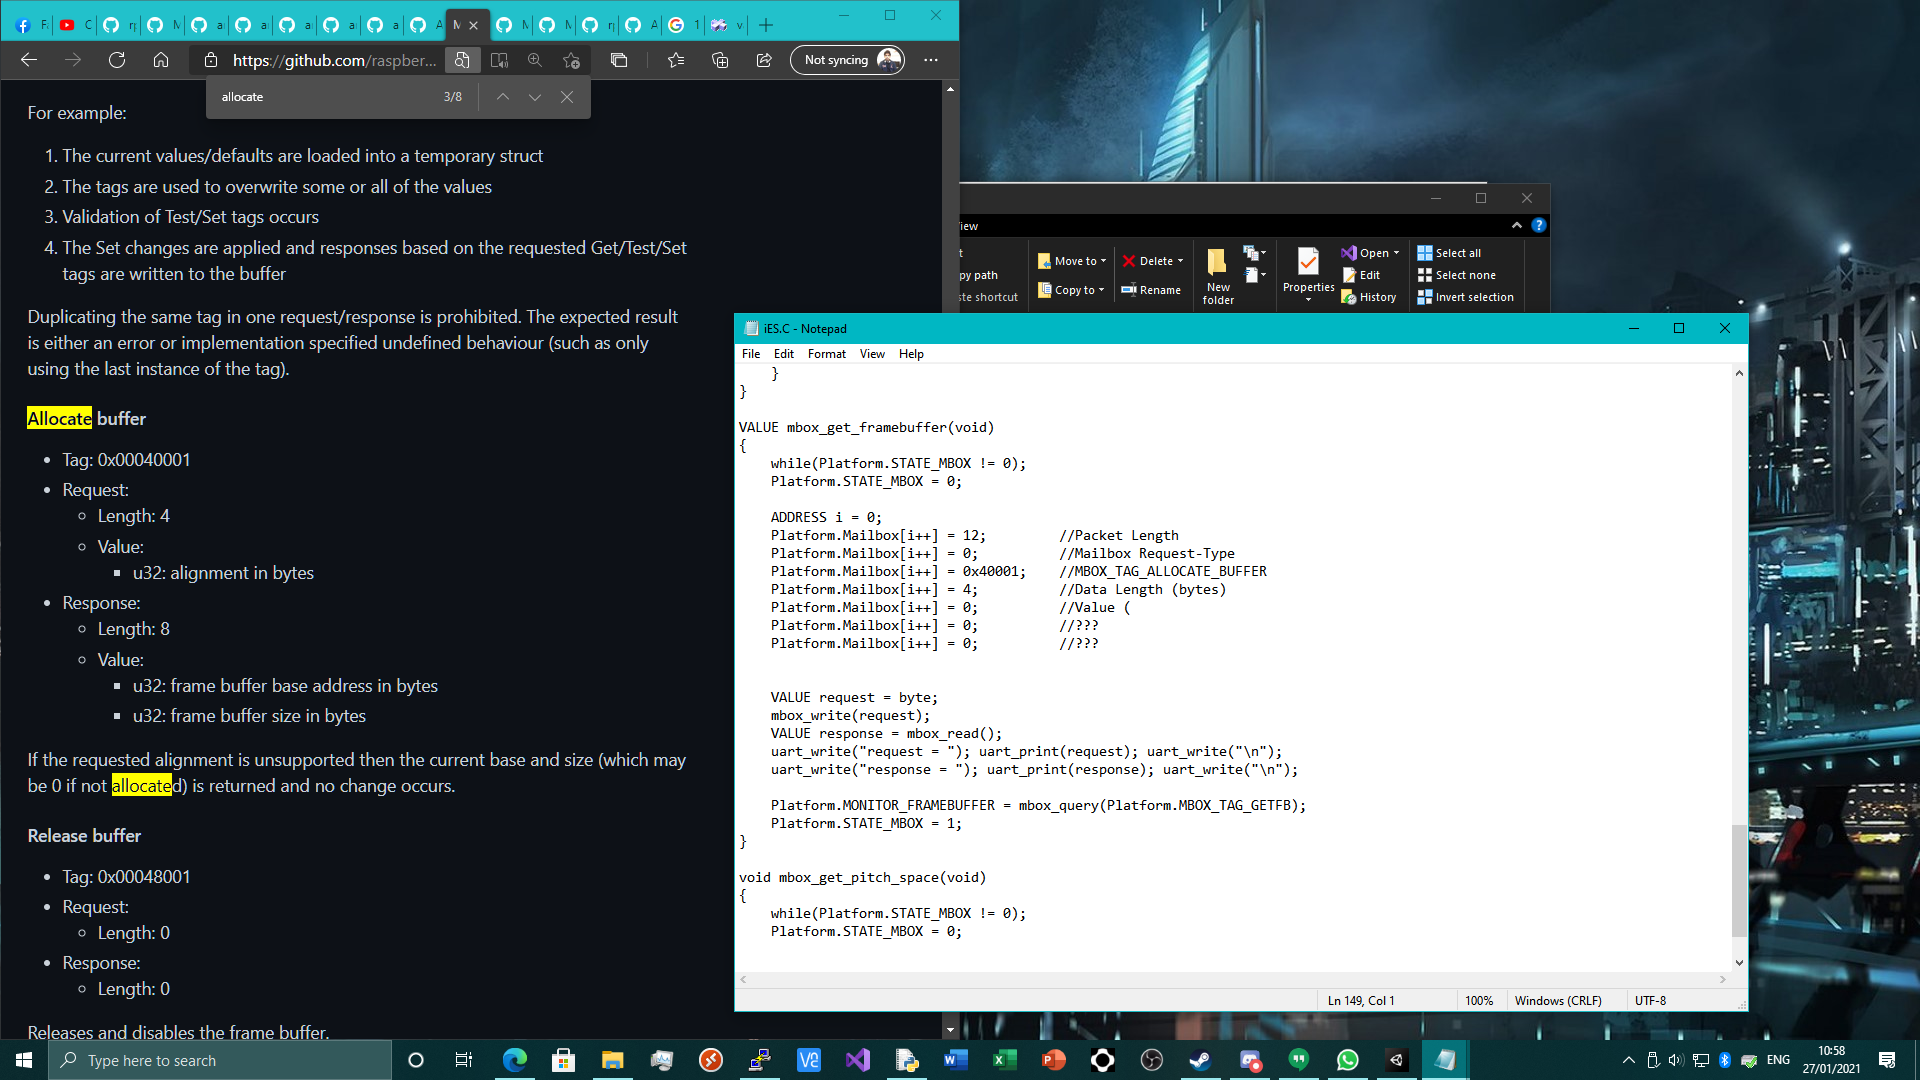 https://github.com/raspber...
Not syncing
allocate
3/8
For example:
1. The current values/defaults are loaded into a temporary struct
2. The tags are used to overwrite some or all of the values
3. Validation of Test/Set tags occurs
4. The Set changes are applied and responses based on the requested Get/Test/Set
tags are written to the buffer
Duplicating the same tag in one request/response is prohibited. The expected result
is either an error or implementation specified undefined behaviour (such as only
using the last instance of the tag).
Allocate buffer
• Tag: 0x00040001
• Request:
Length: 4
Value:
u32: alignment in bytes
• Response:
Length: 8
Value:
u32: frame buffer base address in bytes
u32: frame buffer size in bytes
If the requested alignment is unsupported then the current base and size (which may
be 0 if not allocated) is returned and no change occurs.
Release buffer
• Tag: 0x00048001
• Request:
Length: 0
• Response:
Length: 0
Releases and disables the frame buffer.
Move to
Copy to
Delete
Rename
New
folder
Properties
Open
Edit
History
Select all
Select none
Invert selection
iES.C - Notepad
File Edit Format View Help
    }
}
VALUE mbox_get_framebuffer(void)
{
    while(Platform.STATE_MBOX != 0);
    Platform.STATE_MBOX = 0;
    ADDRESS i = 0;
    Platform.Mailbox[i++] = 12;         //Packet Length
    Platform.Mailbox[i++] = 0;          //Mailbox Request-Type
    Platform.Mailbox[i++] = 0x40001;    //MBOX_TAG_ALLOCATE_BUFFER
    Platform.Mailbox[i++] = 4;          //Data Length (bytes)
    Platform.Mailbox[i++] = 0;          //Value (
    Platform.Mailbox[i++] = 0;          //???
    Platform.Mailbox[i++] = 0;          //???
    VALUE request = byte;
    mbox_write(request);
    VALUE response = mbox_read();
    uart_write("request = "); uart_print(request); uart_write("\n");
    uart_write("response = "); uart_print(response); uart_write("\n");
    Platform.MONITOR_FRAMEBUFFER = mbox_query(Platform.MBOX_TAG_GETFB);
    Platform.STATE_MBOX = 1;
}
void mbox_get_pitch_space(void)
{
    while(Platform.STATE_MBOX != 0);
    Platform.STATE_MBOX = 0;
Ln 149, Col 1
100%
Windows (CRLF)
UTF-8
Type here to search
ENG
10:58
27/01/2021